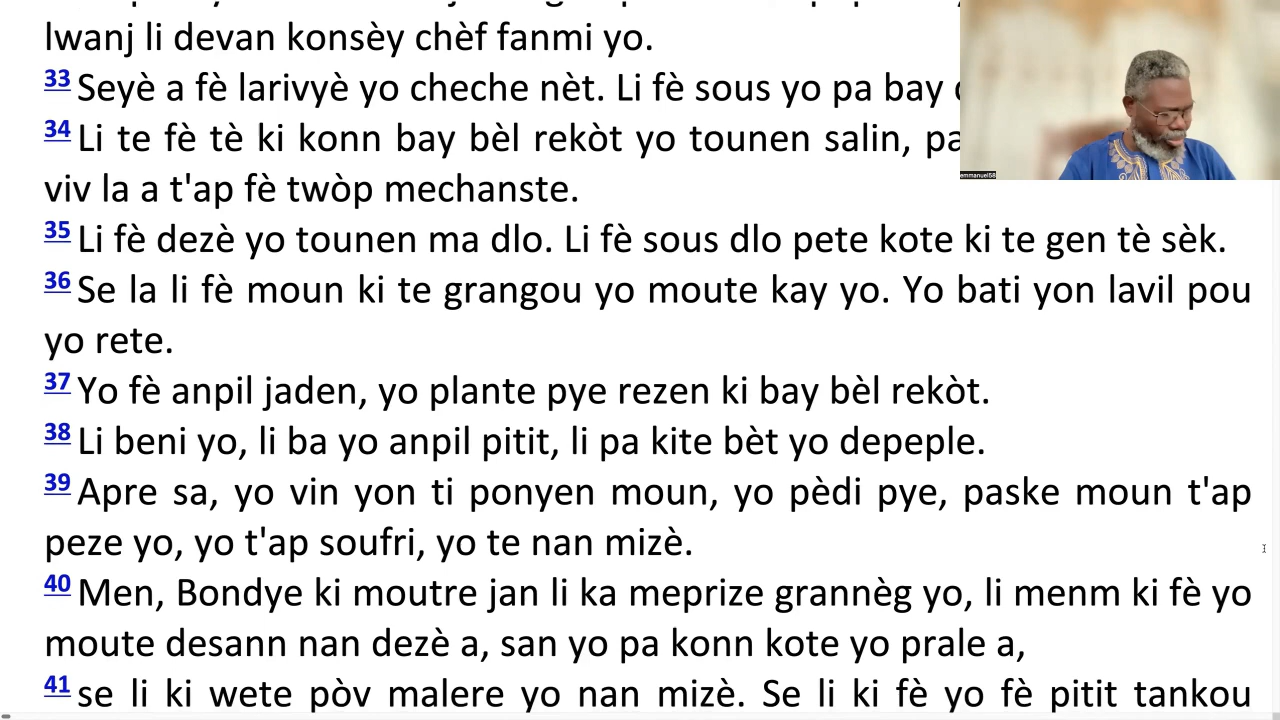 lwanj li devan konsèy chèf fanmi yo.
33 Seyè a fè larivyè yo cheche nèt. Li fè sous yo pa bay
34 Li te fè tè ki konn bay bèl rekòt yo tounen salin,
viv la a t'ap fè twòp mechanste.
35 Li fè dezè yo tounen ma dlo. Li fè sous dlo pete kote ki te gen tè sèk.
36 Se la li fè moun ki te grangou yo moute kay yo. Yo bati yon lavil pou
yo rete.
37 Yo fè anpil jaden, yo plante pye rezen ki bay bèl rekòt.
38 Li beni yo, li ba yo anpil pitit, li pa kite bèt yo depeple.
39 Apre sa, yo vin yon ti ponyen moun, yo pèdi pye, paske moun t'ap
peze yo, yo t'ap soufri, yo te nan mizè.
40 Men, Bondye ki moutre jan li ka meprize grannèg yo, li menm ki fè yo
moute desann nan dezè a, san yo pa konn kote yo prale a,
41 se li ki wete pòv malere yo nan mizè. Se li ki fè yo fè pitit tankou
emmanuel58